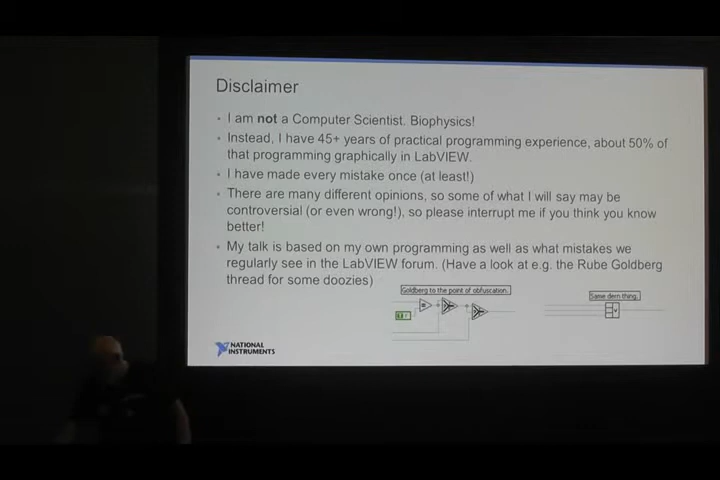 Disclaimer
• I am not a Computer Scientist. Biophysics!
• Instead, I have 45+ years of practical programming experience, about 50% of
that programming graphically in LabVIEW.
• I have made every mistake once (at least!)
• There are many different opinions, so some of what I will say may be
controversial (or even wrong!), so please interrupt me if you think you know
better!
• My talk is based on my own programming as well as what mistakes we
regularly see in the LabVIEW forum. (Have a look at e.g. the Rube Goldberg
thread for some doozies)
Goldberg to the point of obfuscation.
Same dern thing.
NATIONAL
INSTRUMENTS